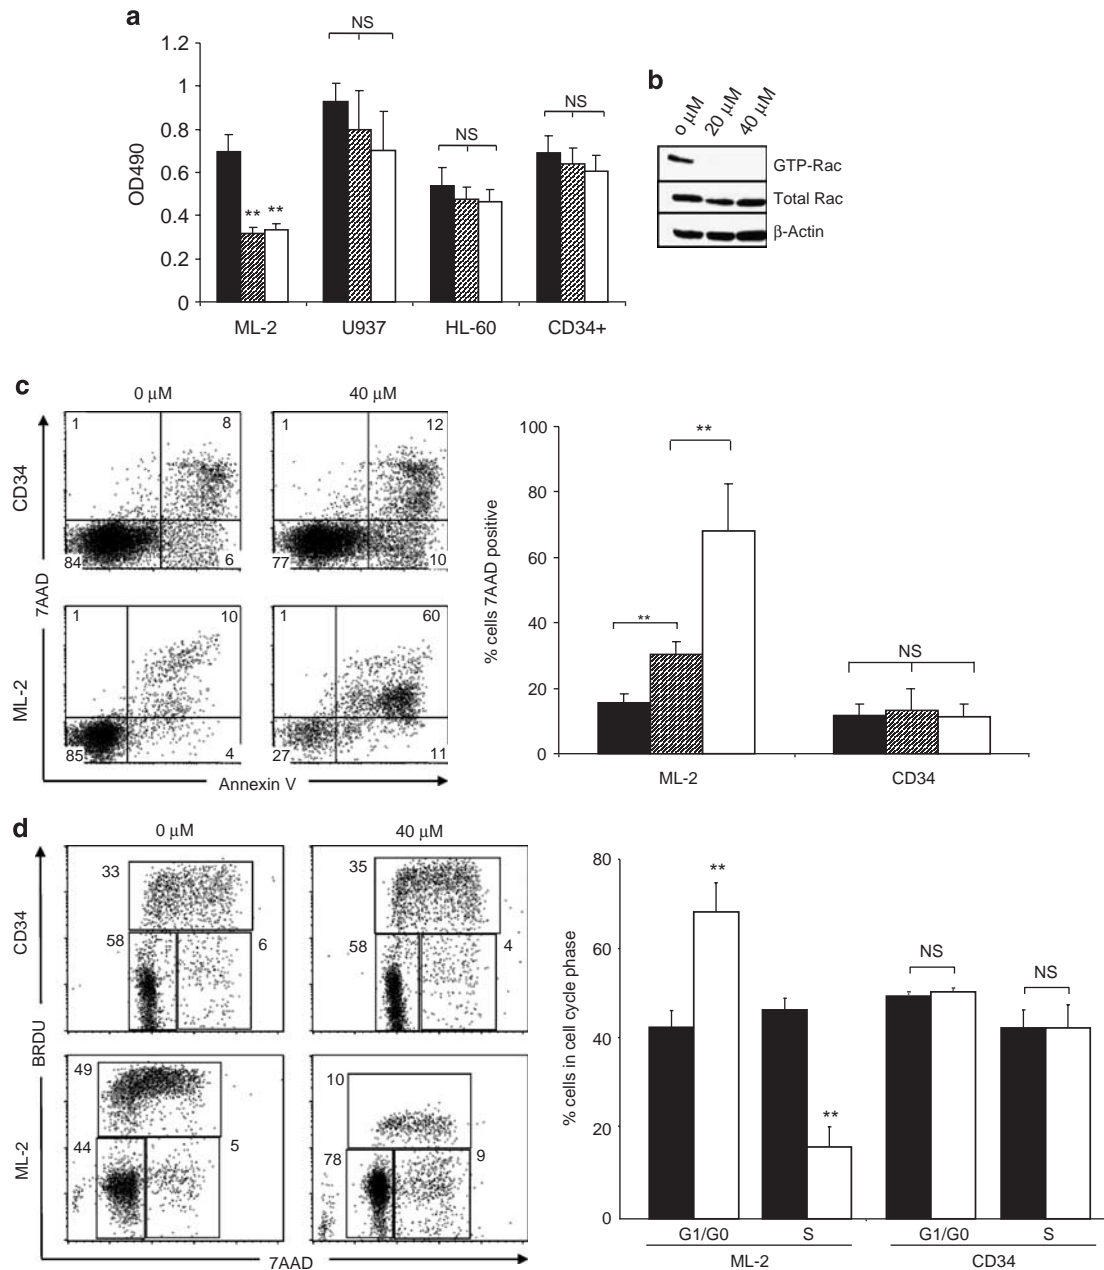 a
NS
1.2
1
0.8
0.6
0.4
0.2
0
OD490
** **
NS
NS
ML-2 U937 HL-60 CD34+
b
o μM 20 μM 40 μM
GTP-Rac
Total Rac
β-Actin
c
0 μM 40 μM
CD34
7AAD
ML-2
1 8
84 6
1 12
77 10
1 10
85 4
1 60
27 11
Annexin V
100
80
60
40
20
0
% cells 7AAD positive
**
**
NS
ML-2 CD34
d
0 μM 40 μM
CD34
BRDU
ML-2
33
58 6
35
58 4
49
44 5
10
78 9
7AAD
80
60
40
20
0
% cells in cell cycle phase
**
**
NS
NS
G1/G0 S G1/G0 S
ML-2 CD34